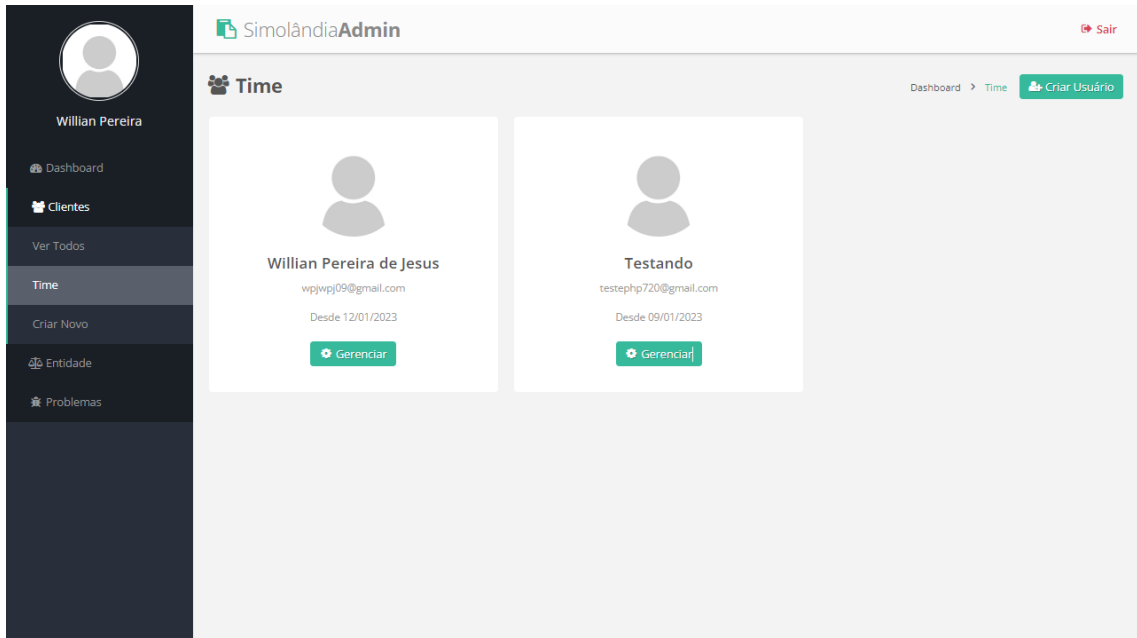 SimolândiaAdmin
Sair
Willian Pereira
Dashboard
Clientes
Ver Todos
Time
Criar Novo
Entidade
Problemas
Time
Dashboard > Time
Criar Usuário
Willian Pereira de Jesus
wpjwpj09@gmail.com
Desde 12/01/2023
Gerenciar
Testando
testephp720@gmail.com
Desde 09/01/2023
Gerenciar